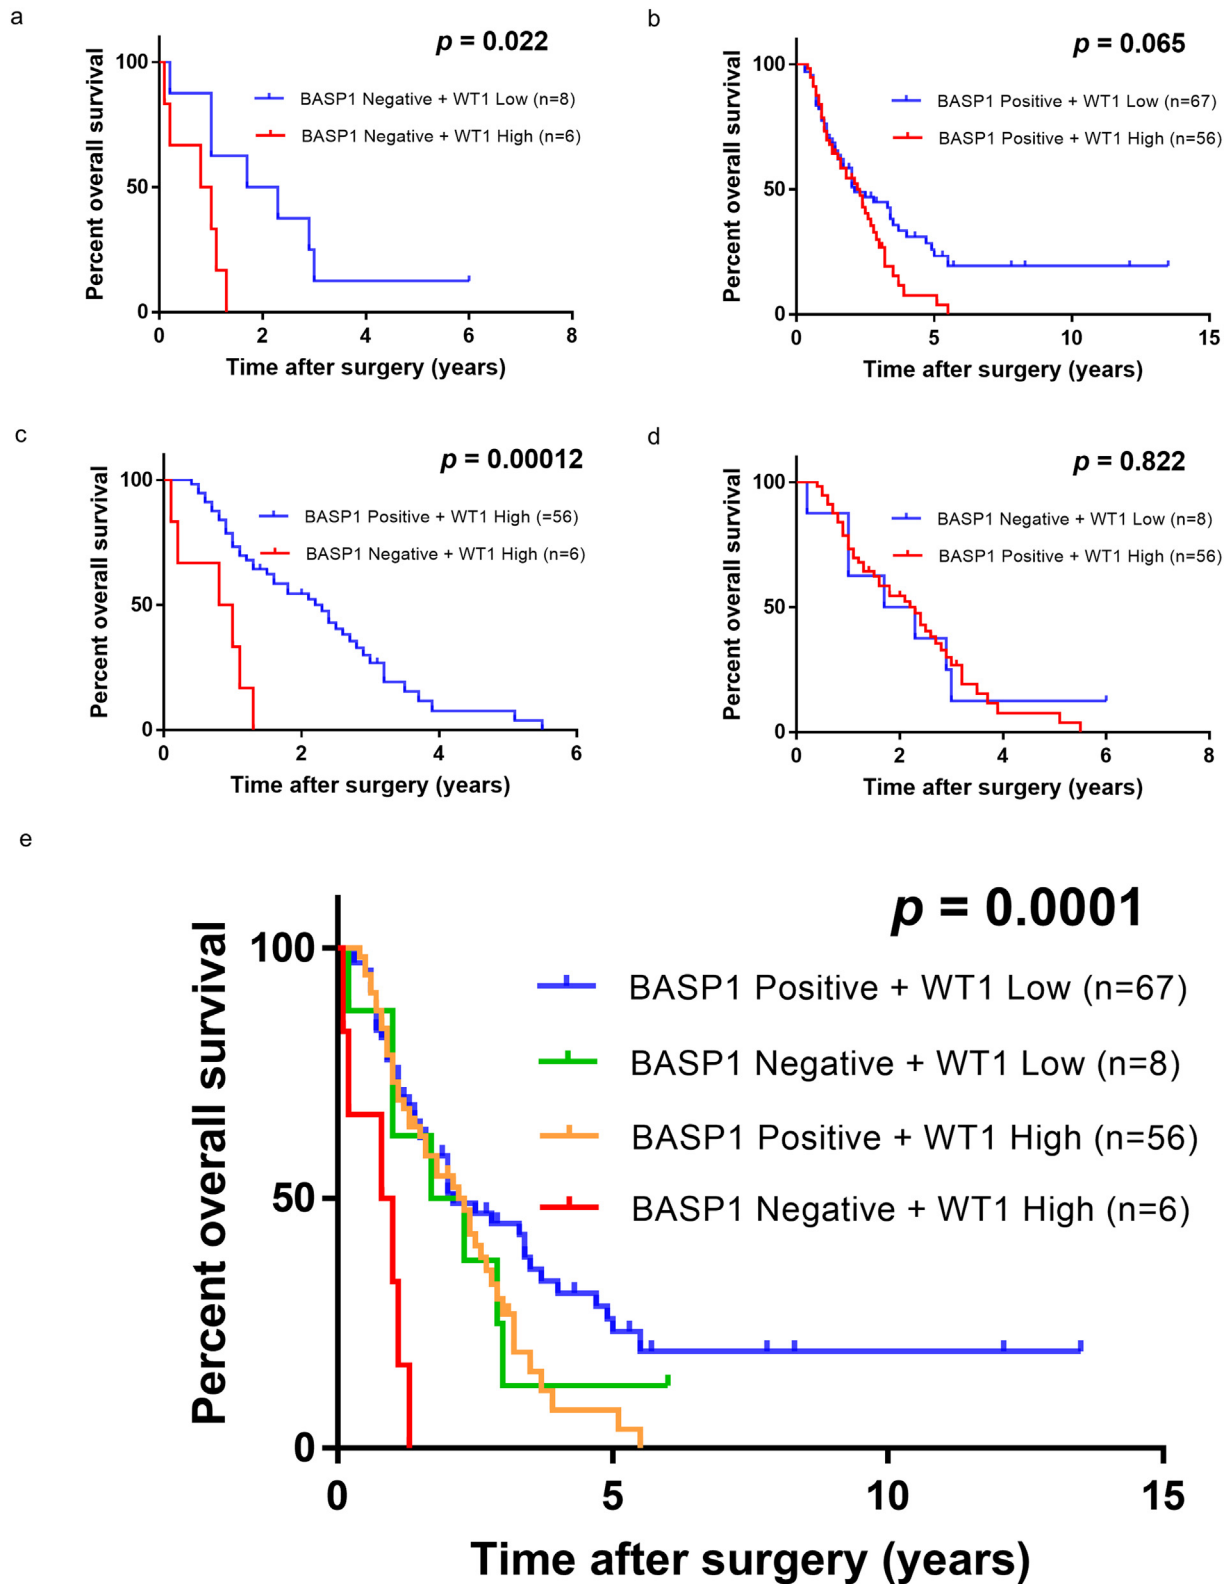 a
p = 0.022
100
50
0
BASP1 Negative + WT1 Low (n=8)
BASP1 Negative + WT1 High (n=6)
Percent overall survival
0 2 4 6 8
Time after surgery (years)
b
p = 0.065
100
50
0
BASP1 Positive + WT1 Low (n=67)
BASP1 Positive + WT1 High (n=56)
Percent overall survival
0 5 10 15
Time after surgery (years)
c
p = 0.00012
100
50
0
BASP1 Positive + WT1 High (=56)
BASP1 Negative + WT1 High (n=6)
Percent overall survival
0 2 4 6
Time after surgery (years)
d
p = 0.822
100
50
0
BASP1 Negative + WT1 Low (n=8)
BASP1 Positive + WT1 High (n=56)
Percent overall survival
0 2 4 6 8
Time after surgery (years)
e
p = 0.0001
100
50
0
BASP1 Positive + WT1 Low (n=67)
BASP1 Negative + WT1 Low (n=8)
BASP1 Positive + WT1 High (n=56)
BASP1 Negative + WT1 High (n=6)
Percent overall survival
0 5 10 15
Time after surgery (years)